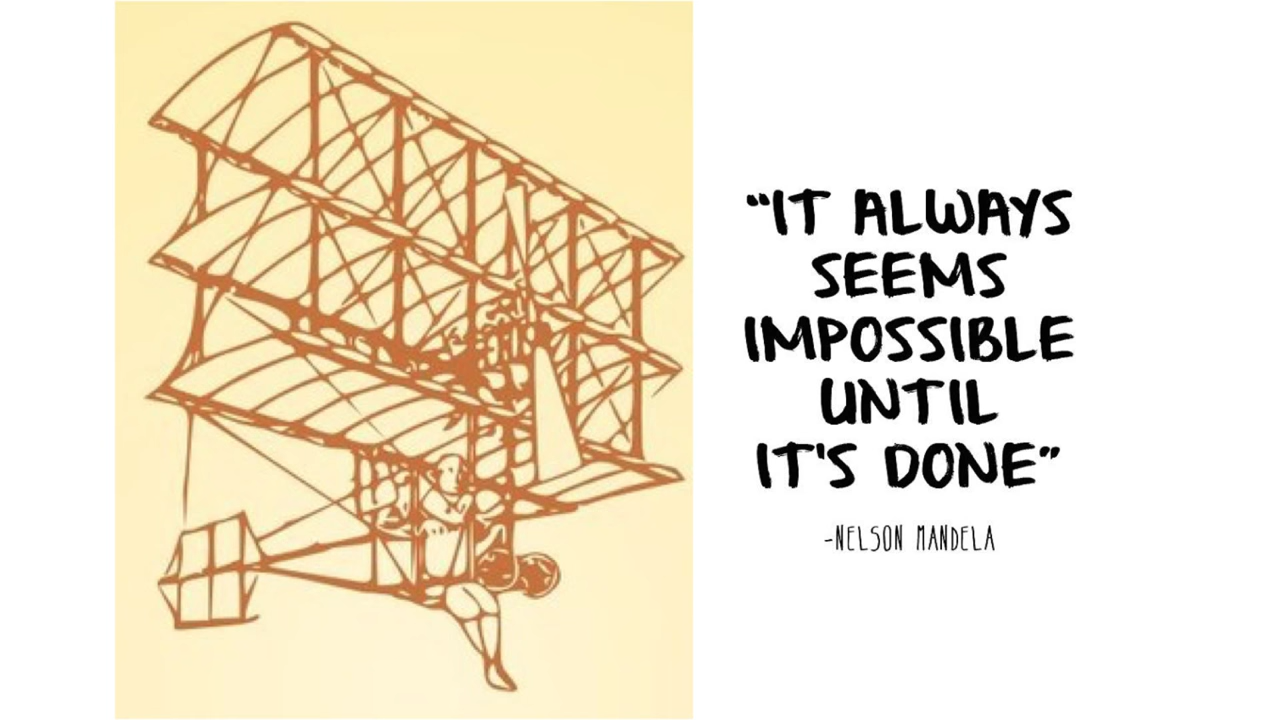 “IT ALWAYS
SEEMS
IMPOSSIBLE
UNTIL
IT'S DONE”
-NELSON MANDELA